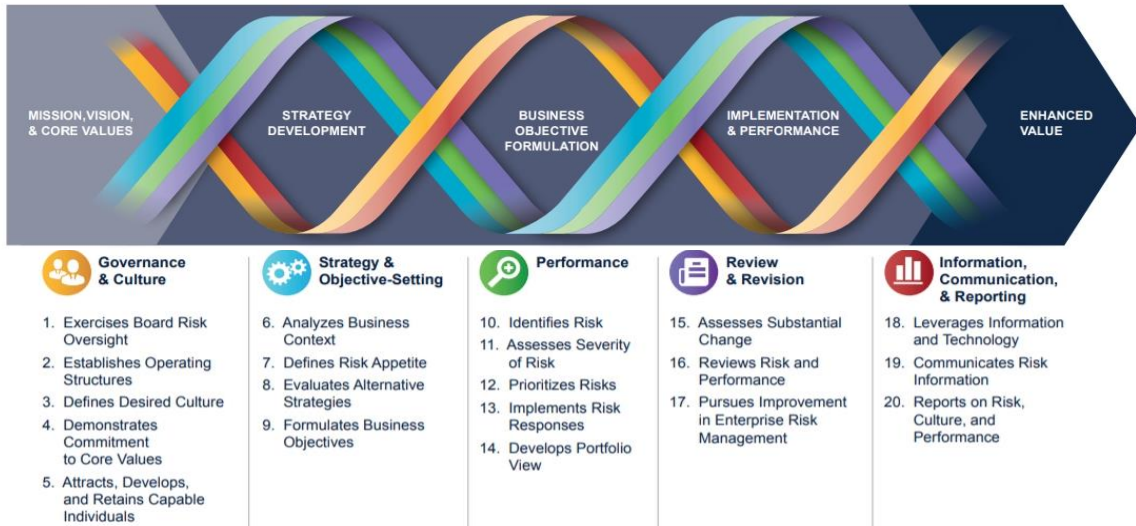 MISSION,VISION,
& CORE VALUES
STRATEGY
DEVELOPMENT
BUSINESS
OBJECTIVE
FORMULATION
IMPLEMENTATION
& PERFORMANCE
ENHANCED
VALUE
Governance
& Culture
1. Exercises Board Risk
Oversight
2. Establishes Operating
Structures
3. Defines Desired Culture
4. Demonstrates
Commitment
to Core Values
5. Attracts, Develops,
and Retains Capable
Individuals
Strategy &
Objective-Setting
6. Analyzes Business
Context
7. Defines Risk Appetite
8. Evaluates Alternative
Strategies
9. Formulates Business
Objectives
Performance
10. Identifies Risk
11. Assesses Severity
of Risk
12. Prioritizes Risks
13. Implements Risk
Responses
14. Develops Portfolio
View
Review
& Revision
15. Assesses Substantial
Change
16. Reviews Risk and
Performance
17. Pursues Improvement
in Enterprise Risk
Management
Information,
Communication,
& Reporting
18. Leverages Information
and Technology
19. Communicates Risk
Information
20. Reports on Risk,
Culture, and
Performance